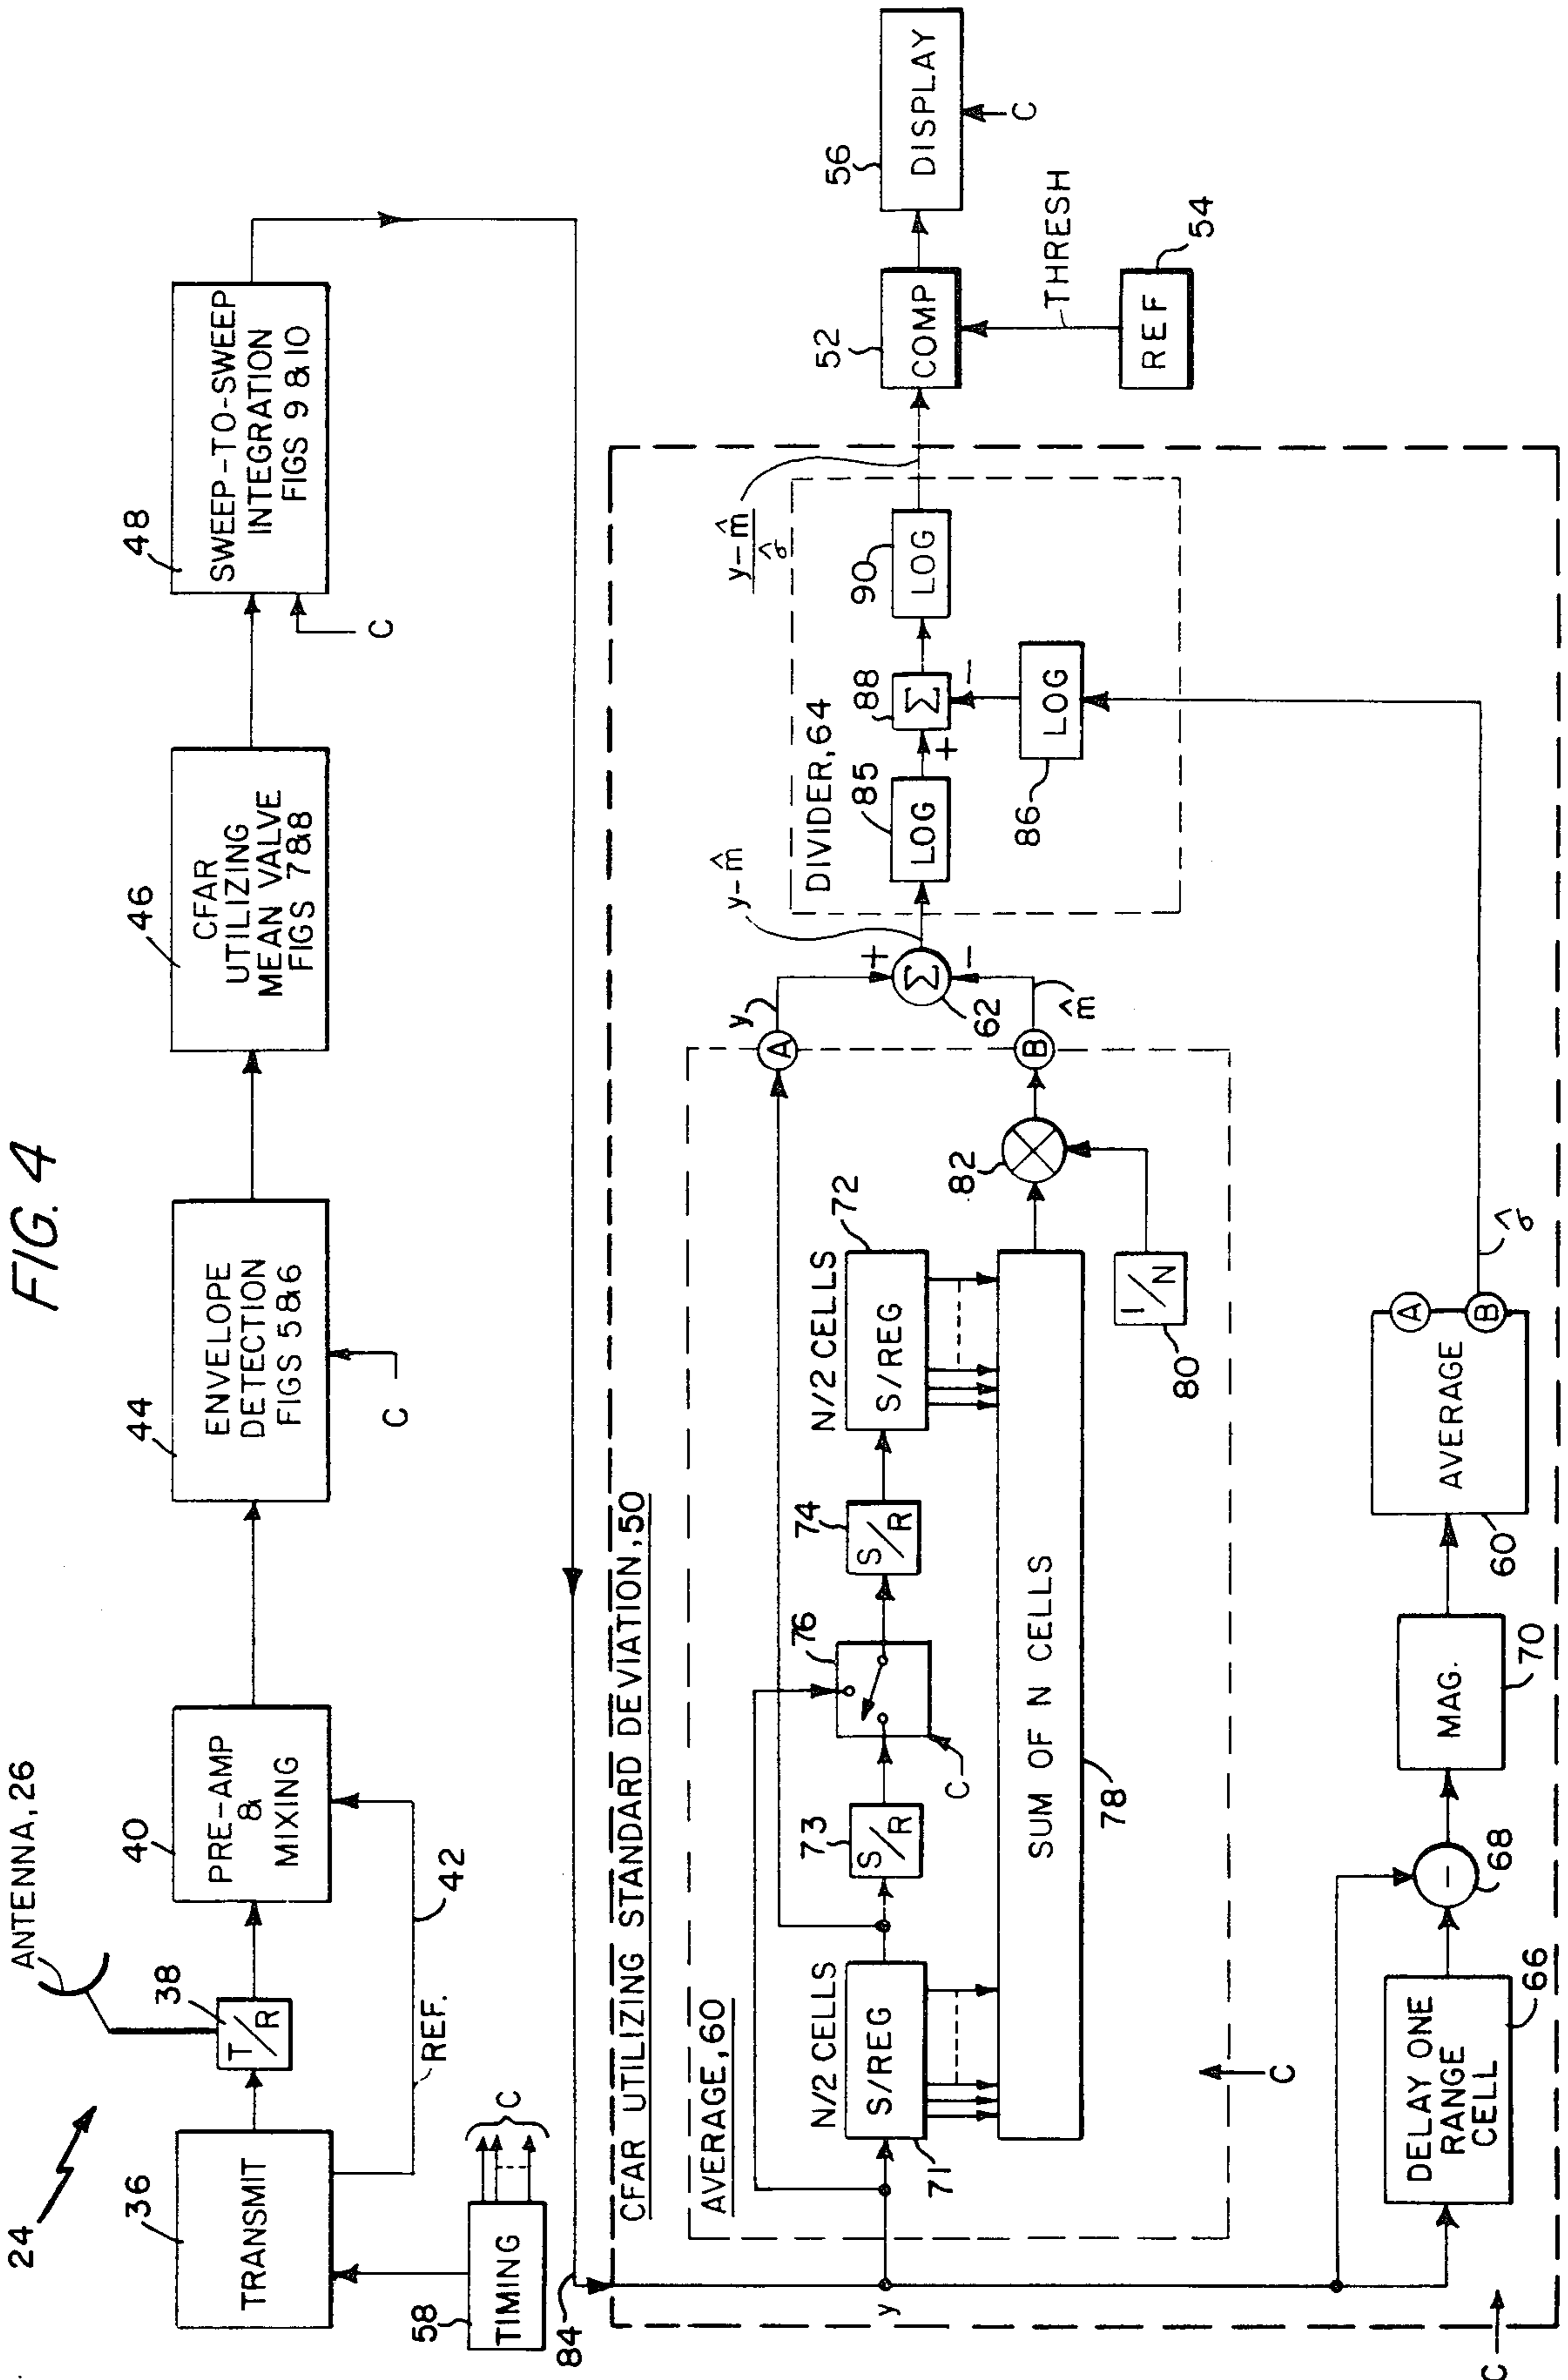 FIG. 4
24
ANTENNA, 26
36
TRANSMIT
38
T/R
40
PRE-AMP
&
MIXING
42
REF.
44
ENVELOPE
DETECTION
FIGS 5&6
C
46
CFAR
UTILIZING
MEAN VALVE
FIGS 7&8
48
SWEEP-TO-SWEEP
INTEGRATION
FIGS 9 & 10
C
58
TIMING
C
84
CFAR UTILIZING STANDARD DEVIATION, 50
AVERAGE, 60
y
N/2 CELLS
S/REG
71
73
S/R
76
C
74
S/R
N/2 CELLS
72
S/REG
SUM OF N CELLS
78
82
1/N
80
A
B
y
m̂
+
−
Σ
62
y-m̂
DIVIDER, 64
85
LOG
+
88
Σ
−
86
LOG
90
LOG
y-m̂
σ̂
52
COMP
THRESH
REF
54
56
DISPLAY
C
C
DELAY ONE
RANGE
CELL
66
−
68
MAG.
70
AVERAGE
60
A
B
σ̂
C